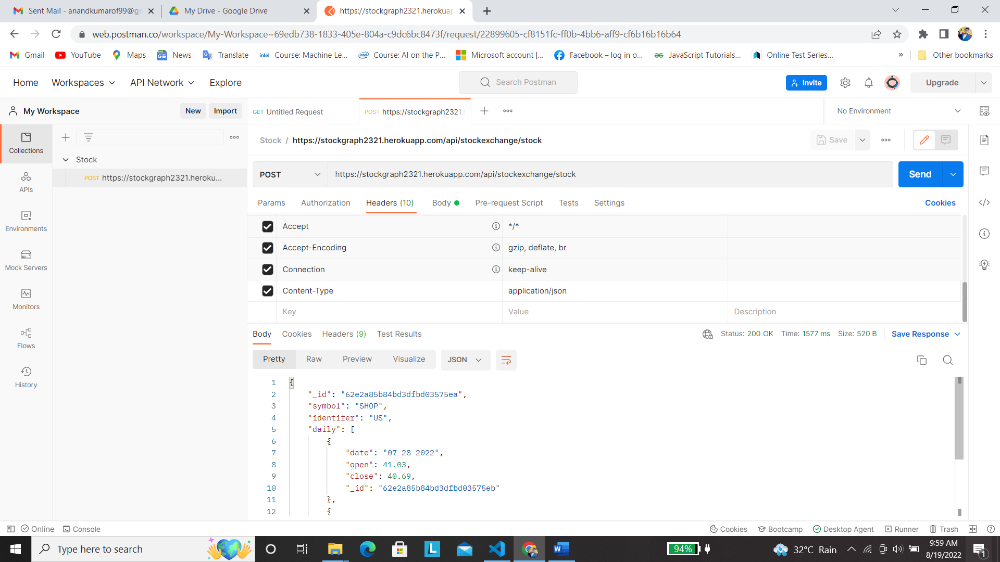 Sent Mail - anandkumarof99@gm
My Drive - Google Drive
https://stockgraph2321.herokuap
web.postman.co/workspace/My-Workspace~69edb738-1833-405e-804a-c9dc6bc8473f/request/22899605-cf8151fc-ff0b-4bb6-aff9-cf6b16b16b64
Gmail YouTube Maps News Translate Course: Machine Le... Course: AI on the P... Microsoft account |... Facebook – log in o... JavaScript Tutorials... Online Test Series... » Other bookmarks
Home Workspaces API Network Explore Search Postman Invite Upgrade
My Workspace New Import
GET Untitled Request POST https://stockgraph2321. No Environment
Collections
APIs
Environments
Mock Servers
Monitors
Flows
History
Stock
POST https://stockgraph2321.heroku...
Stock / https://stockgraph2321.herokuapp.com/api/stockexchange/stock Save
POST https://stockgraph2321.herokuapp.com/api/stockexchange/stock Send
Params Authorization Headers (10) Body Pre-request Script Tests Settings Cookies
Accept */*
Accept-Encoding gzip, deflate, br
Connection keep-alive
Content-Type application/json
Key Value Description
Body Cookies Headers (9) Test Results Status: 200 OK Time: 1577 ms Size: 520 B Save Response
Pretty Raw Preview Visualize JSON
1 {
2 "_id": "62e2a85b84bd3dfbd03575ea",
3 "symbol": "SHOP",
4 "identifer": "US",
5 "daily": [
6 {
7 "date": "07-28-2022",
8 "open": 41.03,
9 "close": 40.69,
10 "_id": "62e2a85b84bd3dfbd03575eb"
11 },
12 {
Online Console Cookies Bootcamp Desktop Agent Runner Trash
Type here to search 94% 32°C Rain 9:59 AM
8/19/2022
1